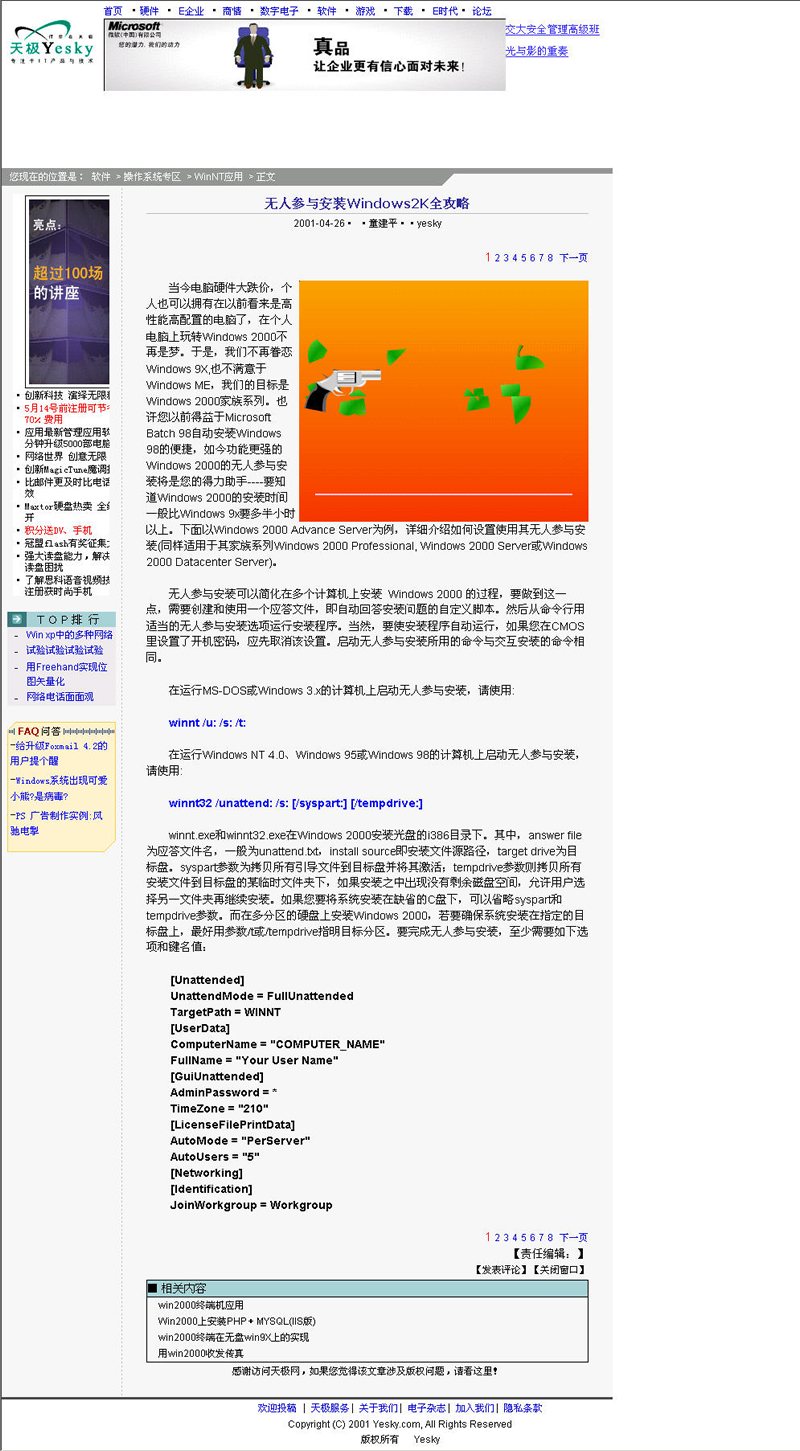 首页 ・硬件 ・ E企业 ・ 商情 ・ 数字电子 ・ 软件 ・ 游戏 ・ 下载 ・ E时代・ 论坛
天极Yesky
专注于IT产品与技术
Microsoft
微软(中国)有限公司
您的潜力. 我们的动力
真品
让企业更有信心面对未来!
交大安全管理高级班
光与影的重奏
您现在的位置是： 软件 > 操作系统专区 > WinNT应用 > 正文
亮点：
超过100场
的讲座
・ 创新科技 演绎无限
・ 5月14号前注册可节
70% 费用
・ 应用最新管理应用软
分钟升级5000部电脑
・ 网络世界 创意无限
・ 创新MagicTune魔调
・ 比邮件更及时比电话
效
・ Maxtor硬盘热卖 全
开
・ 积分送DV、手机
・ 冠盟flash有奖征集
・ 强大读盘能力，解决
读盘困扰
・ 了解思科语音视频技
注册获时尚手机
TOP排行
- Win xp中的多种网络
- 试验试验试验试验
- 用Freehand实现位
图矢量化
- 网络电话面面观
FAQ问答
-给升级Foxmail 4.2的
用户提个醒
-Windows系统出现可爱
小熊?是病毒?
-PS 广告制作实例:风
驰电掣
无人参与安装Windows2K全攻略
2001-04-26・ ・童建平・ ・yesky
1 2 3 4 5 6 7 8 下一页
当今电脑硬件大跌价，个
人也可以拥有在以前看来是高
性能高配置的电脑了，在个人
电脑上玩转Windows 2000不
再是梦。于是，我们不再眷恋
Windows 9X,也不满意于
Windows ME，我们的目标是
Windows 2000家族系列。也
许您以前得益于Microsoft
Batch 98自动安装Windows
98的便捷，如今功能更强的
Windows 2000的无人参与安
装将是您的得力助手----要知
道Windows 2000的安装时间
一般比Windows 9x要多半小时
以上。下面以Windows 2000 Advance Server为例，详细介绍如何设置使用其无人参与安
装(同样适用于其家族系列Windows 2000 Professional, Windows 2000 Server或Windows
2000 Datacenter Server)。
无人参与安装可以简化在多个计算机上安装 Windows 2000 的过程，要做到这一
点，需要创建和使用一个应答文件，即自动回答安装问题的自定义脚本。然后从命令行用
适当的无人参与安装选项运行安装程序。当然，要使安装程序自动运行，如果您在CMOS
里设置了开机密码，应先取消该设置。启动无人参与安装所用的命令与交互安装的命令相
同。
在运行MS-DOS或Windows 3.x的计算机上启动无人参与安装，请使用:
winnt /u: /s: /t:
在运行Windows NT 4.0、Windows 95或Windows 98的计算机上启动无人参与安装，
请使用:
winnt32 /unattend: /s: [/syspart:] [/tempdrive:]
winnt.exe和winnt32.exe在Windows 2000安装光盘的i386目录下。其中，answer file
为应答文件名，一般为unattend.txt，install source即安装文件源路径，target drive为目
标盘。syspart参数为拷贝所有引导文件到目标盘并将其激活；tempdrive参数则拷贝所有
安装文件到目标盘的某临时文件夹下，如果安装之中出现没有剩余磁盘空间，允许用户选
择另一文件夹再继续安装。如果您要将系统安装在缺省的C盘下，可以省略syspart和
tempdrive参数。而在多分区的硬盘上安装Windows 2000，若要确保系统安装在指定的目
标盘上，最好用参数/t或/tempdrive指明目标分区。要完成无人参与安装，至少需要如下选
项和键名值：
[Unattended]
UnattendMode = FullUnattended
TargetPath = WINNT
[UserData]
ComputerName = "COMPUTER_NAME"
FullName = "Your User Name"
[GuiUnattended]
AdminPassword = *
TimeZone = "210"
[LicenseFilePrintData]
AutoMode = "PerServer"
AutoUsers = "5"
[Networking]
[Identification]
JoinWorkgroup = Workgroup
1 2 3 4 5 6 7 8 下一页
【责任编辑：】
【发表评论】【关闭窗口】
■ 相关内容
win2000终端机应用
Win2000上安装PHP + MYSQL(IIS版)
win2000终端在无盘win9X上的实现
用win2000收发传真
感谢访问天极网，如果您觉得该文章涉及版权问题，请看这里!
欢迎投稿 | 天极服务| 关于我们| 电子杂志| 加入我们| 隐私条款
Copyright (C) 2001 Yesky.com, All Rights Reserved
版权所有 Yesky